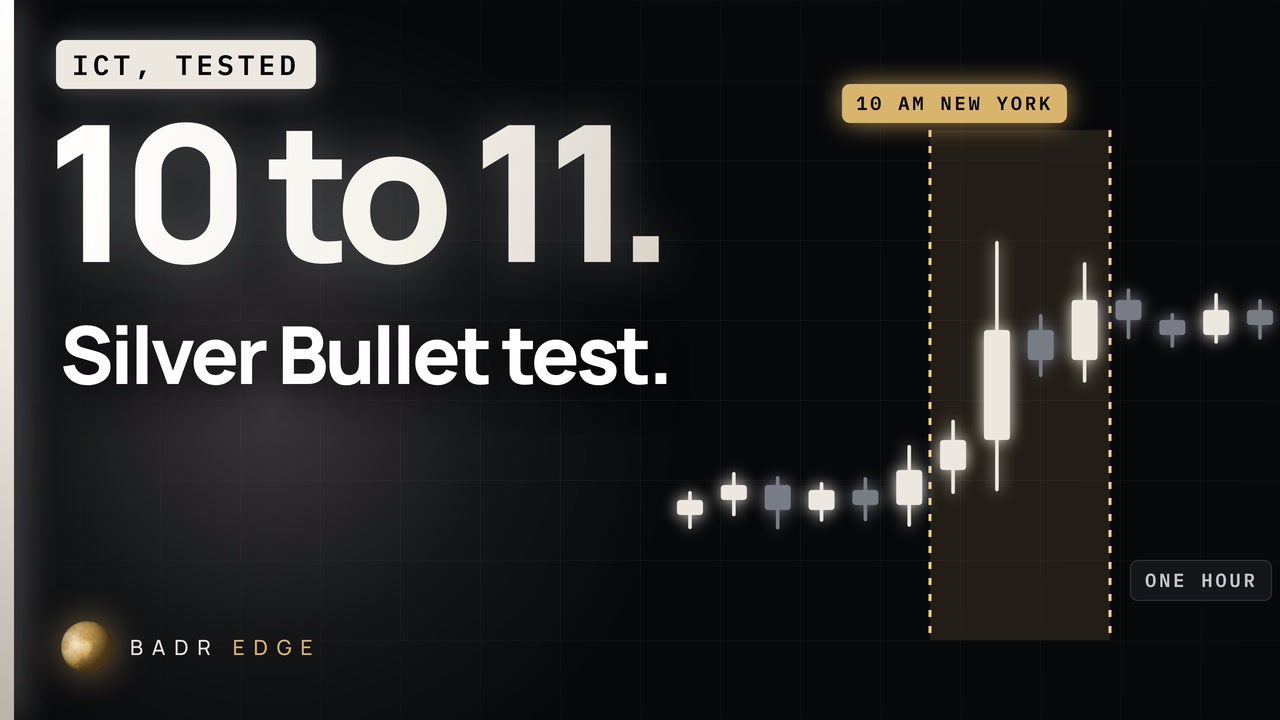 ICT, TESTED
10 to 11.
Silver Bullet test.
10 AM NEW YORK
ONE HOUR
BADR EDGE